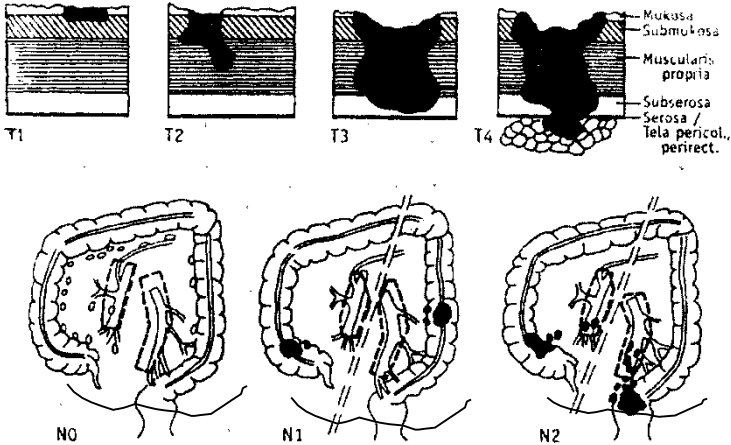 Mukosa
Submukosa
Muscularis
propria
Subserosa
Serosa /
Tela pericol.,
perirect.
T1
T2
T3
T4
N0
N1
N2